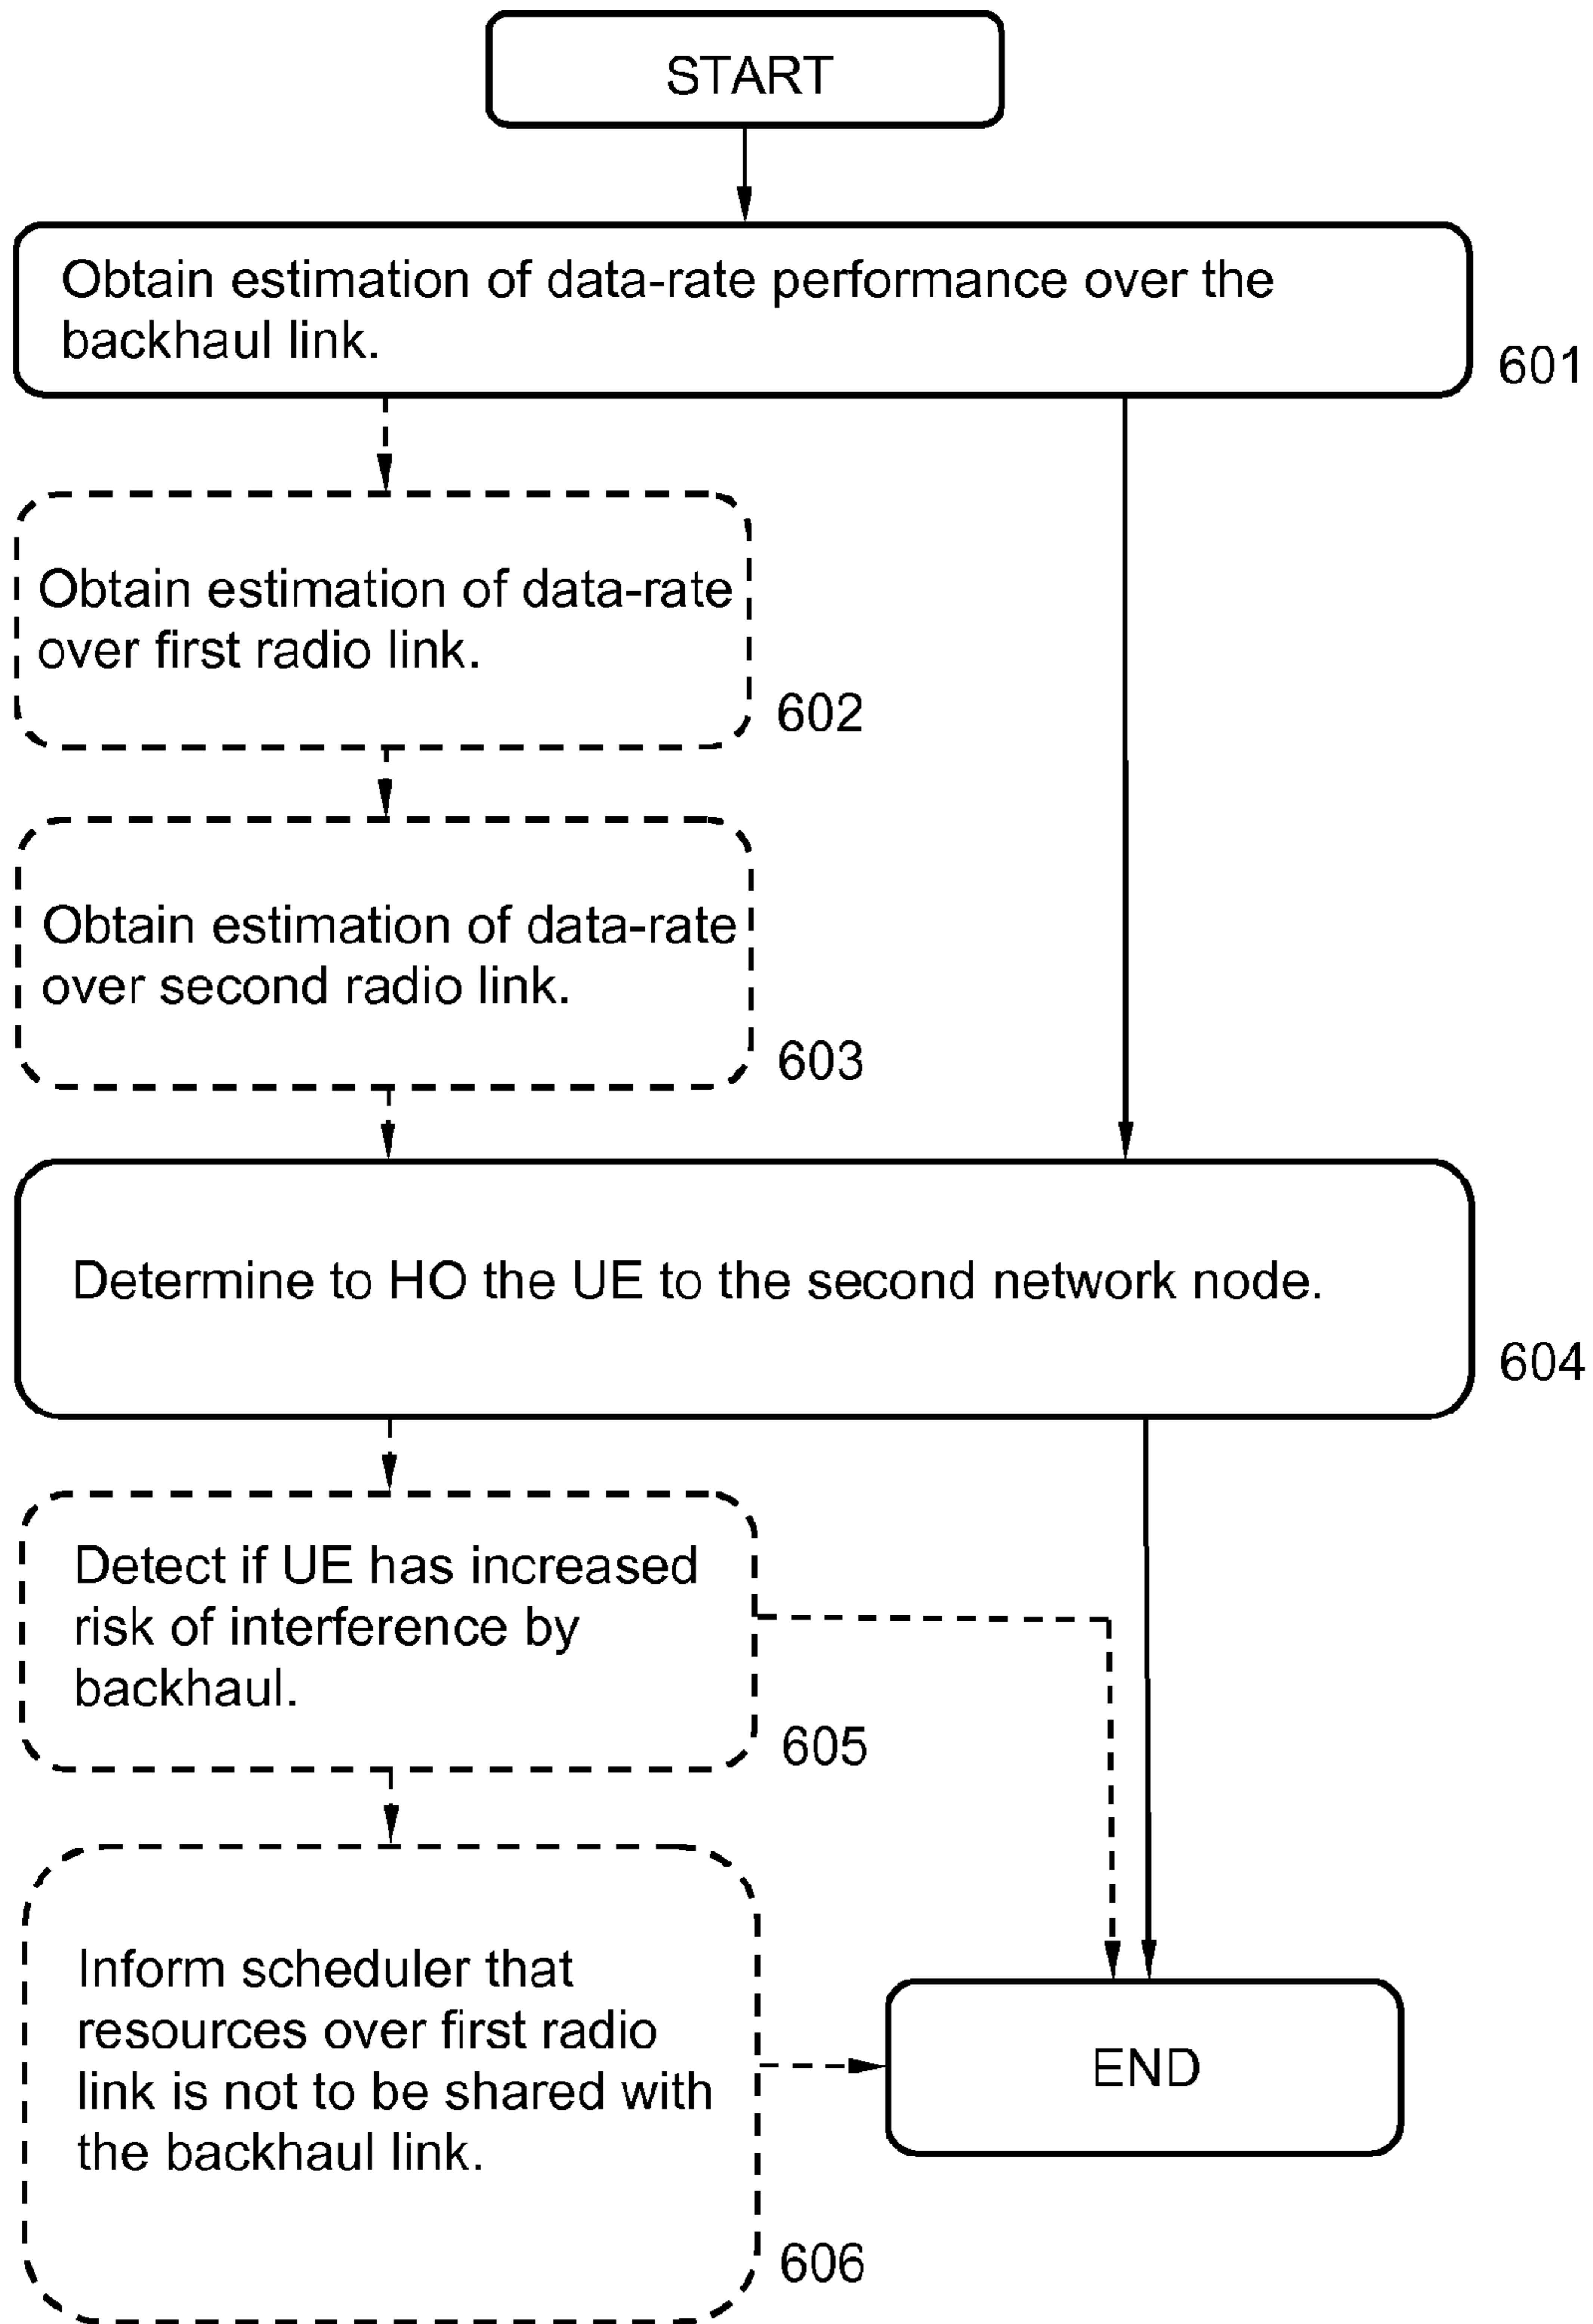 START
Obtain estimation of data-rate performance over the
backhaul link.
601
Obtain estimation of data-rate
over first radio link.
602
Obtain estimation of data-rate
over second radio link.
603
Determine to HO the UE to the second network node.
604
Detect if UE has increased
risk of interference by
backhaul.
605
Inform scheduler that
resources over first radio
link is not to be shared with
the backhaul link.
606
END